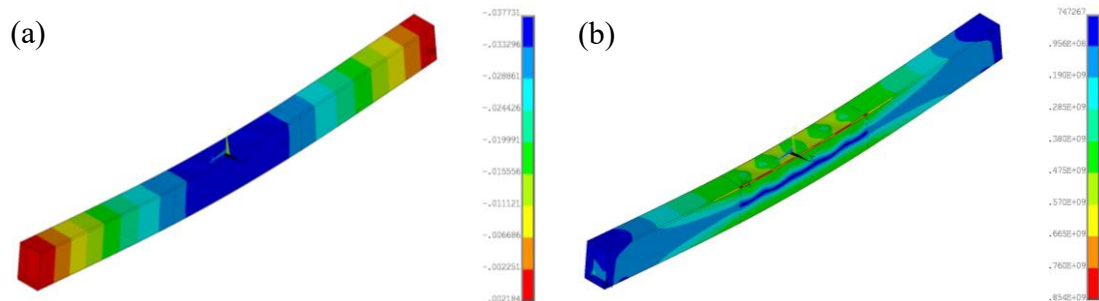 (a)
-.037731
-.033296
-.028861
-.024426
-.019991
-.015556
-.011121
-.006686
-.002251
.002184
(b)
747267
.956E+08
.190E+09
.285E+09
.380E+09
.475E+09
.570E+09
.665E+09
.760E+09
.854E+09